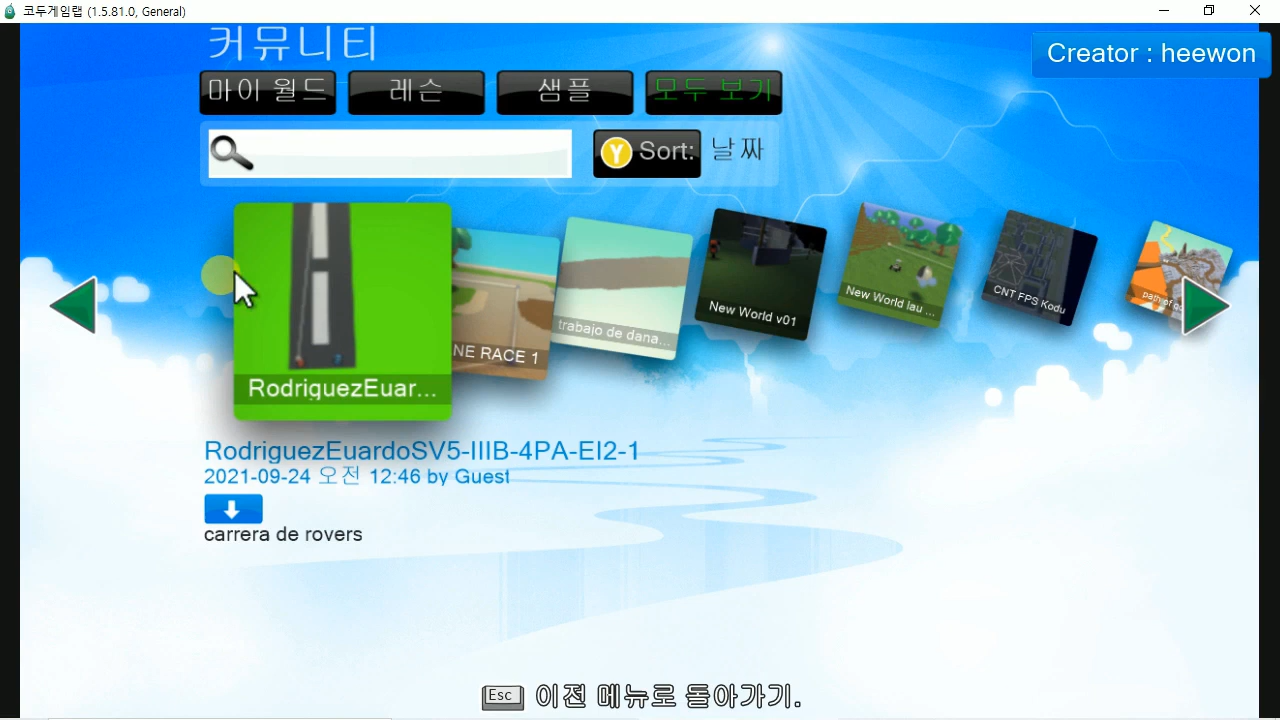 코두게임랩 (1.5.81.0, General)
커뮤니티
Creator : heewon
마이 월드 레슨 샘플 모두 보기
Y Sort: 날짜
RodriguezEuar...
NE RACE 1
trabajo de dana...
New World v01
New World lau ...
CNT FPS Kodu
path of
RodriguezEuardoSV5-IIIB-4PA-EI2-1
2021-09-24 오전 12:46 by Guest
carrera de rovers
Esc 이전 메뉴로 돌아가기.